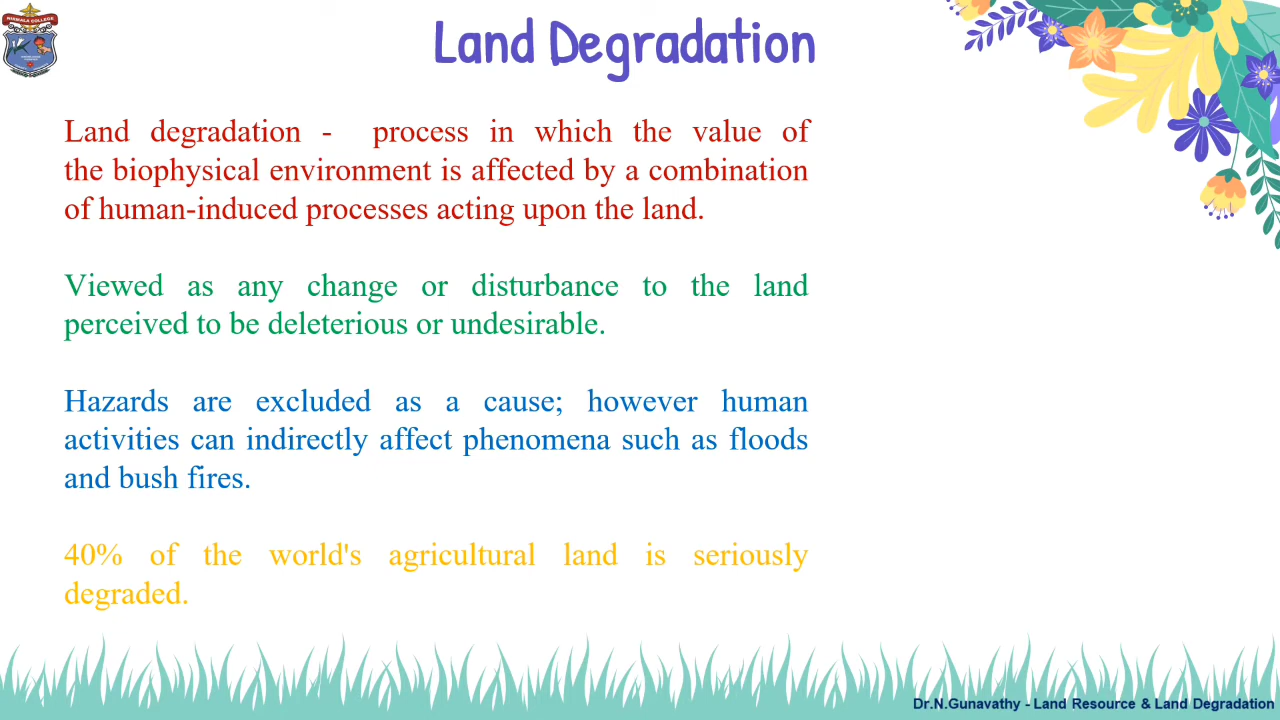 NIRMALA COLLEGE
Land Degradation
Land degradation - process in which the value of
the biophysical environment is affected by a combination
of human-induced processes acting upon the land.
Viewed as any change or disturbance to the land
perceived to be deleterious or undesirable.
Hazards are excluded as a cause; however human
activities can indirectly affect phenomena such as floods
and bush fires.
40% of the world's agricultural land is seriously
degraded.
Dr.N.Gunavathy - Land Resource & Land Degradation